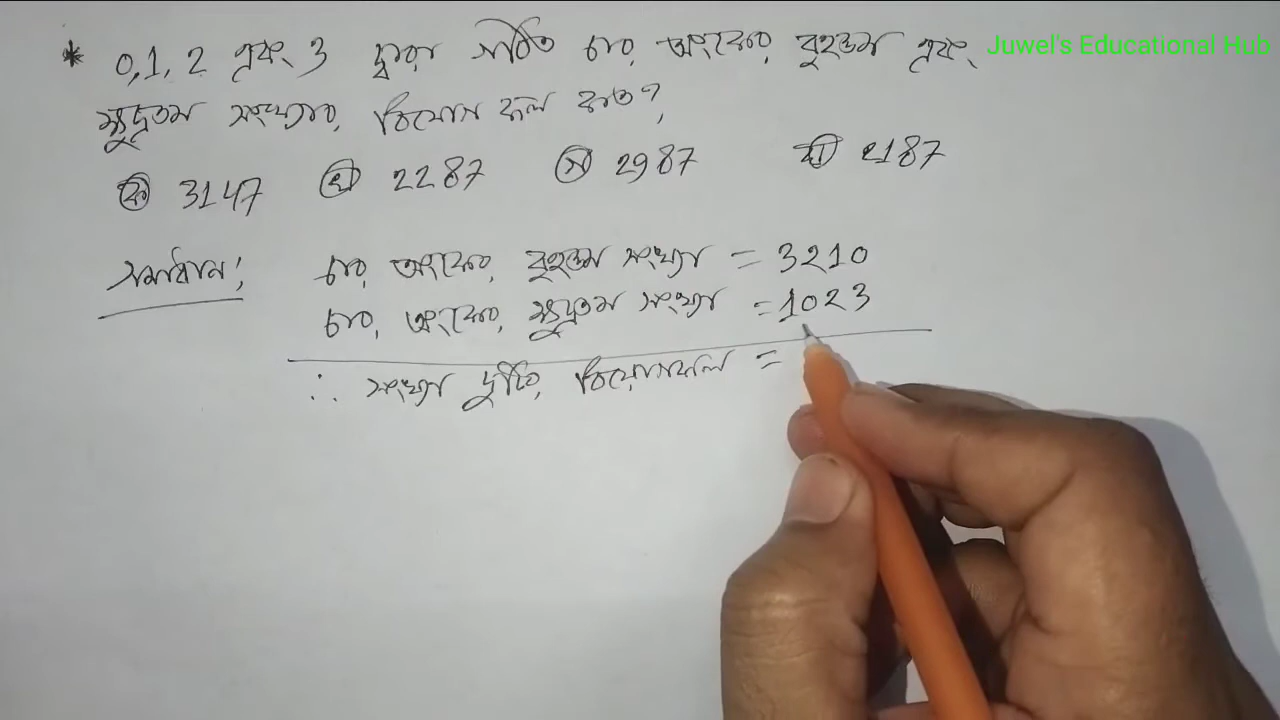 * 0,1,2 এবং 3 দ্বারা গঠিত চার অংকের বৃহত্তম এবং
ক্ষুদ্রতম সংখ্যার বিয়োগ ফল কত?
ক 3147 খ 2287 গ 2987 ঘ 2187
সমাধান:
চার অংকের বৃহত্তম সংখ্যা = 3210
চার অংকের ক্ষুদ্রতম সংখ্যা = 1023
∴ সংখ্যা দুটির বিয়োগফল =
Juwel's Educational Hub